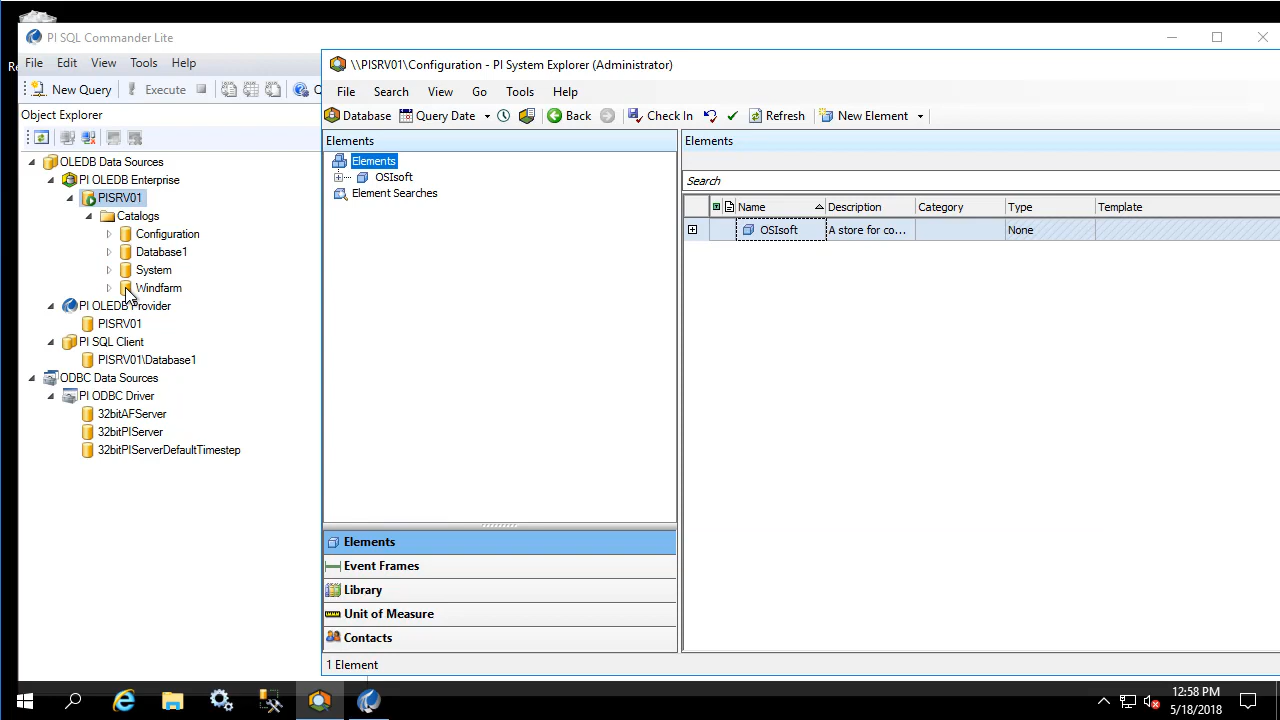 PI SQL Commander Lite
File Edit View Tools Help
New Query Execute
Object Explorer
OLEDB Data Sources
PI OLEDB Enterprise
PISRV01
Catalogs
Configuration
Database1
System
Windfarm
PI OLEDB Provider
PISRV01
PI SQL Client
PISRV01\Database1
ODBC Data Sources
PI ODBC Driver
32bitAFServer
32bitPIServer
32bitPIServerDefaultTimestep
\\PISRV01\Configuration - PI System Explorer (Administrator)
File Search View Go Tools Help
Database Query Date Back Check In Refresh New Element
Elements
Elements
OSIsoft
Element Searches
Elements
Event Frames
Library
Unit of Measure
Contacts
Elements
Search
Name Description Category Type Template
OSIsoft A store for co... None
1 Element
12:58 PM
5/18/2018